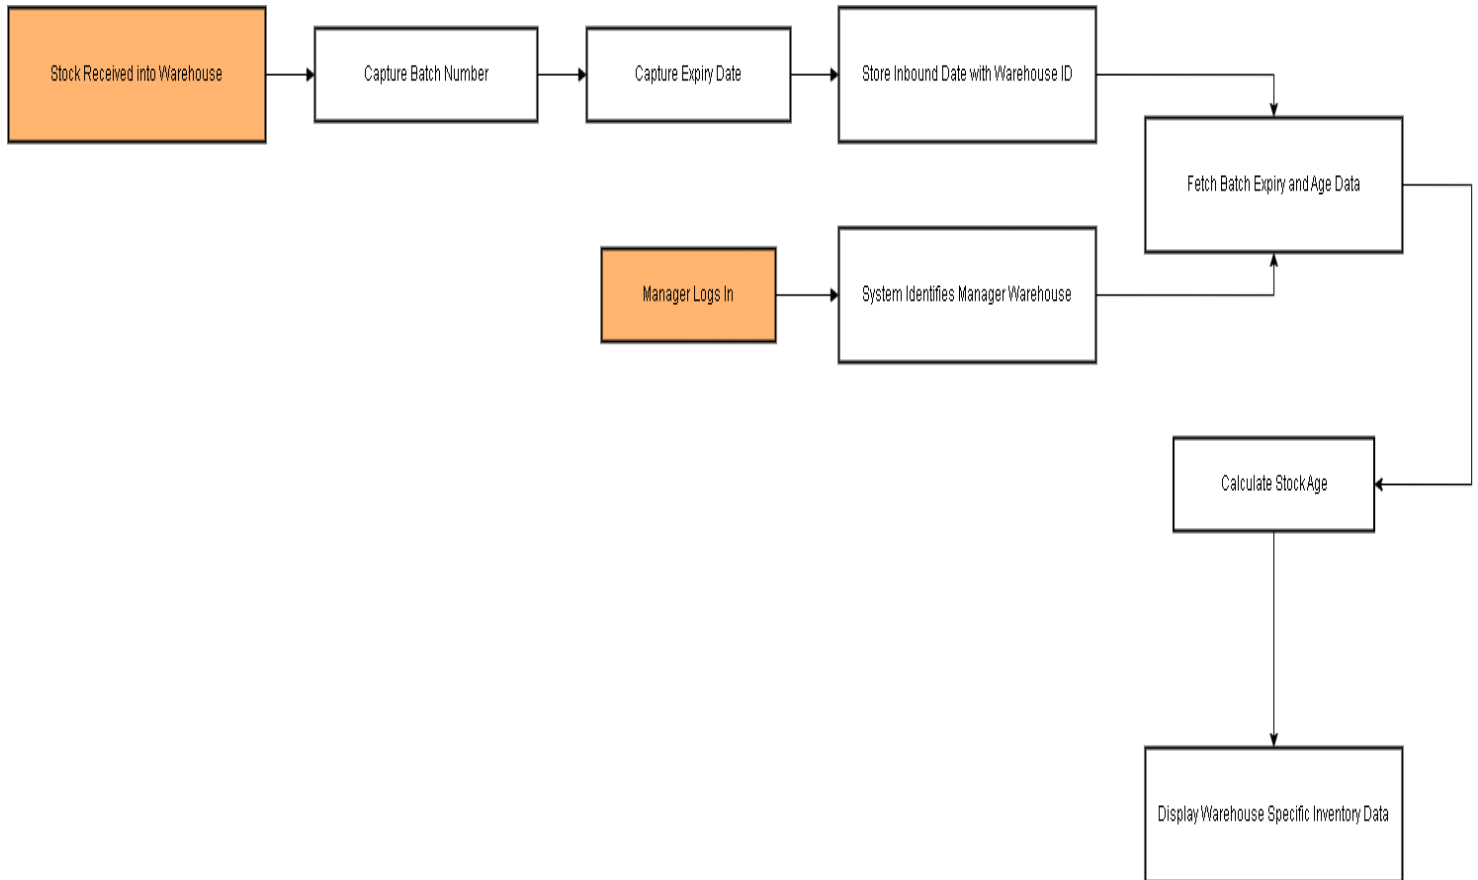 Stock Received into Warehouse
Capture Batch Number
Capture Expiry Date
Store Inbound Date with Warehouse ID
Fetch Batch Expiry and Age Data
Manager Logs In
System Identifies Manager Warehouse
Calculate Stock Age
Display Warehouse Specific Inventory Data